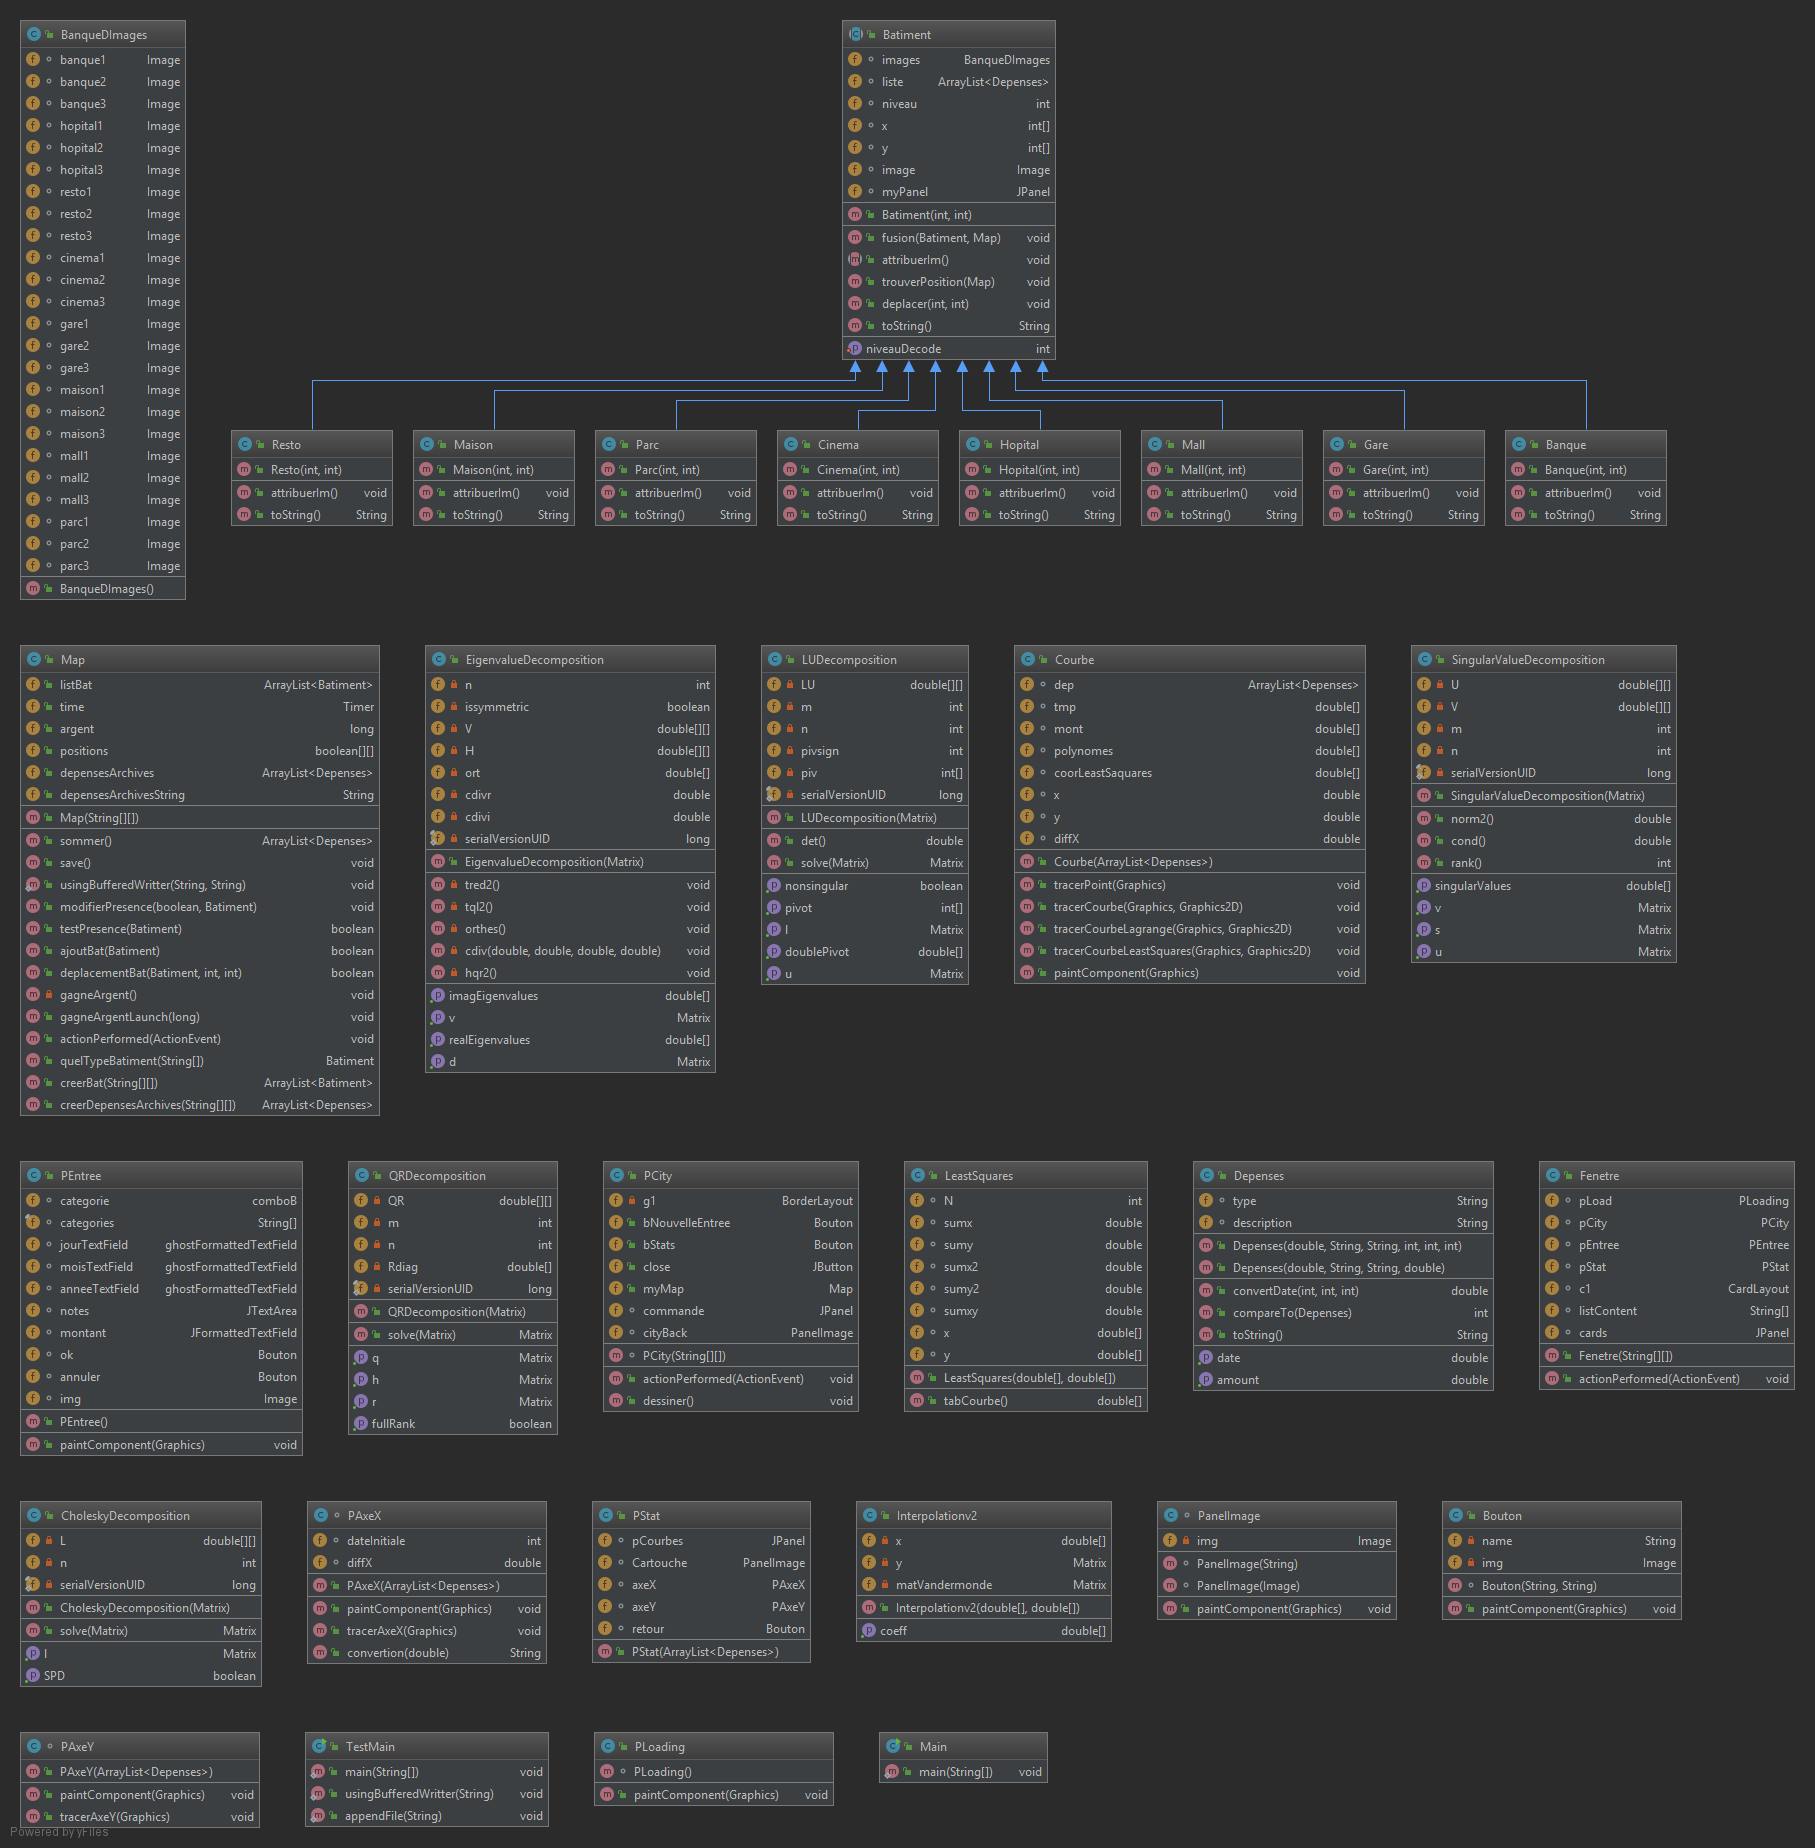 BanqueDImages
banque1 Image
banque2 Image
banque3 Image
hopital1 Image
hopital2 Image
hopital3 Image
resto1 Image
resto2 Image
resto3 Image
cinema1 Image
cinema2 Image
cinema3 Image
gare1 Image
gare2 Image
gare3 Image
maison1 Image
maison2 Image
maison3 Image
mall1 Image
mall2 Image
mall3 Image
parc1 Image
parc2 Image
parc3 Image
BanqueDImages()
Batiment
images BanqueDImages
liste ArrayList<Depenses>
niveau int
x int[]
y int[]
image Image
myPanel JPanel
Batiment(int, int)
fusion(Batiment, Map) void
attribuerIm() void
trouverPosition(Map) void
deplacer(int, int) void
toString() String
niveauDecode int
Resto
Resto(int, int)
attribuerIm() void
toString() String
Maison
Maison(int, int)
attribuerIm() void
toString() String
Parc
Parc(int, int)
attribuerIm() void
toString() String
Cinema
Cinema(int, int)
attribuerIm() void
toString() String
Hopital
Hopital(int, int)
attribuerIm() void
toString() String
Mall
Mall(int, int)
attribuerIm() void
toString() String
Gare
Gare(int, int)
attribuerIm() void
toString() String
Banque
Banque(int, int)
attribuerIm() void
toString() String
Map
listBat ArrayList<Batiment>
time Timer
argent long
positions boolean[][]
depensesArchives ArrayList<Depenses>
depensesArchivesString String
Map(String[][])
sommer() ArrayList<Depenses>
save() void
usingBufferedWritter(String, String) void
modifierPresence(boolean, Batiment) void
testPresence(Batiment) boolean
ajoutBat(Batiment) boolean
deplacementBat(Batiment, int, int) boolean
gagneArgent() void
gagneArgentLaunch(long) void
actionPerformed(ActionEvent) void
quelTypeBatiment(String[]) Batiment
creerBat(String[][]) ArrayList<Batiment>
creerDepensesArchives(String[][]) ArrayList<Depenses>
EigenvalueDecomposition
n int
issymmetric boolean
V double[][]
H double[][]
ort double[]
cdivr double
cdivi double
serialVersionUID long
EigenvalueDecomposition(Matrix)
tred2() void
tql2() void
orthes() void
cdiv(double, double, double, double) void
hqr2() void
imagEigenvalues double[]
v Matrix
realEigenvalues double[]
d Matrix
LUDecomposition
LU double[][]
m int
n int
pivsign int
piv int[]
serialVersionUID long
LUDecomposition(Matrix)
det() double
solve(Matrix) Matrix
nonsingular boolean
pivot int[]
l Matrix
doublePivot double[]
u Matrix
Courbe
dep ArrayList<Depenses>
tmp double[]
mont double[]
polynomes double[]
coorLeastSaquares double[]
x double
y double
diffX double
Courbe(ArrayList<Depenses>)
tracerPoint(Graphics) void
tracerCourbe(Graphics, Graphics2D) void
tracerCourbeLagrange(Graphics, Graphics2D) void
tracerCourbeLeastSquares(Graphics, Graphics2D) void
paintComponent(Graphics) void
SingularValueDecomposition
U double[][]
V double[][]
m int
n int
serialVersionUID long
SingularValueDecomposition(Matrix)
norm2() double
cond() double
rank() int
singularValues double[]
v Matrix
s Matrix
u Matrix
PEntree
categorie comboB
categories String[]
jourTextField ghostFormattedTextField
moisTextField ghostFormattedTextField
anneeTextField ghostFormattedTextField
notes JTextArea
montant JFormattedTextField
ok Bouton
annuler Bouton
img Image
PEntree()
paintComponent(Graphics) void
QRDecomposition
QR double[][]
m int
n int
Rdiag double[]
serialVersionUID long
QRDecomposition(Matrix)
solve(Matrix) Matrix
q Matrix
h Matrix
r Matrix
fullRank boolean
PCity
g1 BorderLayout
bNouvelleEntree Bouton
bStats Bouton
close JButton
myMap Map
commande JPanel
cityBack PanelImage
PCity(String[][])
actionPerformed(ActionEvent) void
dessiner() void
LeastSquares
N int
sumx double
sumy double
sumx2 double
sumy2 double
sumxy double
x double[]
y double[]
LeastSquares(double[], double[])
tabCourbe() double[]
Depenses
type String
description String
Depenses(double, String, String, int, int, int)
Depenses(double, String, String, double)
convertDate(int, int, int) double
compareTo(Depenses) int
toString() String
date double
amount double
Fenetre
pLoad PLoading
pCity PCity
pEntree PEntree
pStat PStat
c1 CardLayout
listContent String[]
cards JPanel
Fenetre(String[][])
actionPerformed(ActionEvent) void
CholeskyDecomposition
L double[][]
n int
serialVersionUID long
CholeskyDecomposition(Matrix)
solve(Matrix) Matrix
l Matrix
SPD boolean
PAxeX
dateInitiale int
diffX double
PAxeX(ArrayList<Depenses>)
paintComponent(Graphics) void
tracerAxeX(Graphics) void
convertion(double) String
PStat
pCourbes JPanel
Cartouche PanelImage
axeX PAxeX
axeY PAxeY
retour Bouton
PStat(ArrayList<Depenses>)
Interpolationv2
x double[]
y Matrix
matVandermonde Matrix
Interpolationv2(double[], double[])
coeff double[]
PanelImage
img Image
PanelImage(String)
PanelImage(Image)
paintComponent(Graphics) void
Bouton
name String
img Image
Bouton(String, String)
paintComponent(Graphics) void
PAxeY
PAxeY(ArrayList<Depenses>)
paintComponent(Graphics) void
tracerAxeY(Graphics) void
TestMain
main(String[]) void
usingBufferedWritter(String) void
appendFile(String) void
PLoading
PLoading()
paintComponent(Graphics) void
Main
main(String[]) void
Powered by yFiles